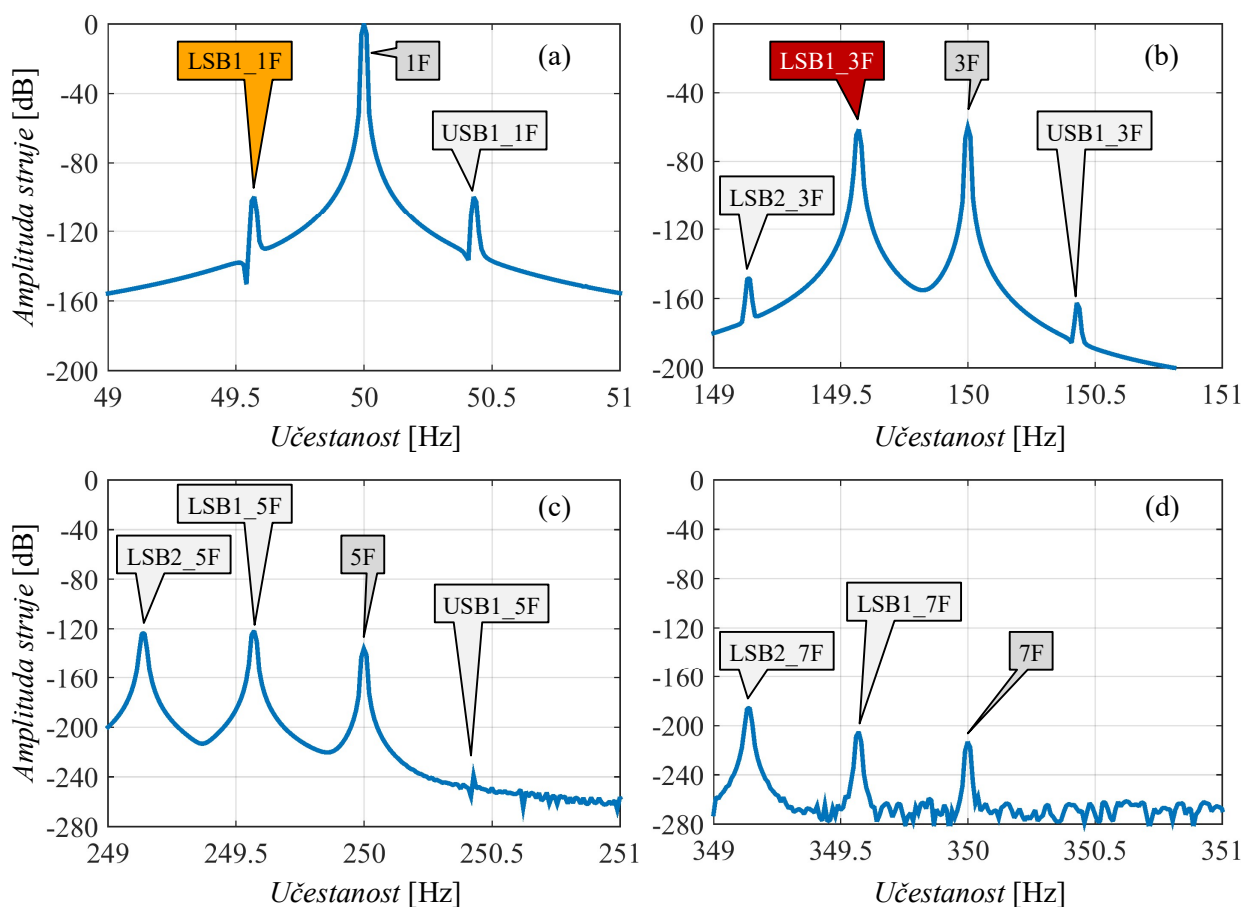 (a)
LSB1_1F
1F
USB1_1F
0
-40
-80
-120
-160
-200
49
49.5
50
50.5
51
Amplituda struje [dB]
Učestanost [Hz]
(b)
LSB1_3F
3F
USB1_3F
LSB2_3F
0
-40
-80
-120
-160
-200
149
149.5
150
150.5
151
Učestanost [Hz]
(c)
LSB1_5F
LSB2_5F
5F
USB1_5F
0
-40
-80
-120
-160
-200
-240
-280
249
249.5
250
250.5
251
Amplituda struje [dB]
Učestanost [Hz]
(d)
LSB1_7F
LSB2_7F
7F
0
-40
-80
-120
-160
-200
-240
-280
349
349.5
350
350.5
351
Učestanost [Hz]